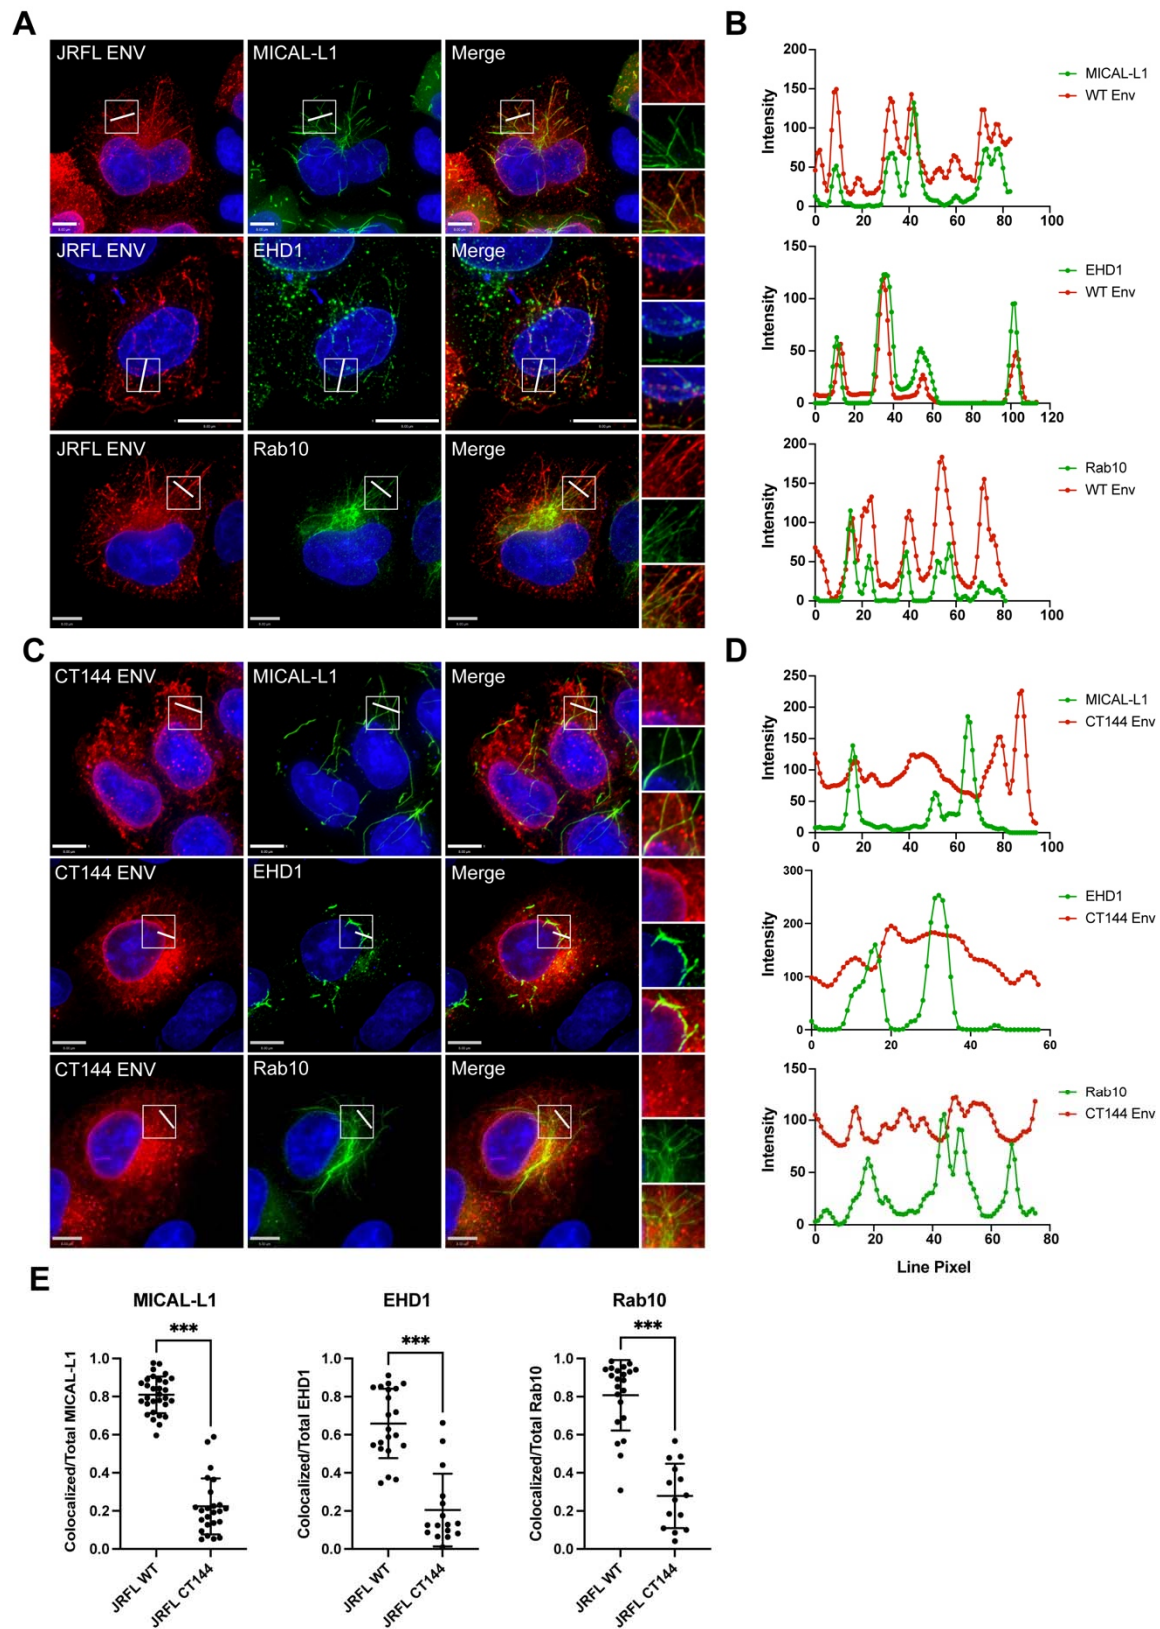 A
JRFL ENV
MICAL-L1
Merge
JRFL ENV
EHD1
Merge
JRFL ENV
Rab10
Merge
B
200
150
100
50
0
Intensity
0 20 40 60 80 100
MICAL-L1
WT Env
150
100
50
0
Intensity
0 20 40 60 80 100 120
EHD1
WT Env
200
150
100
50
0
Intensity
0 20 40 60 80 100
Rab10
WT Env
C
CT144 ENV
MICAL-L1
Merge
CT144 ENV
EHD1
Merge
CT144 ENV
Rab10
Merge
D
250
200
150
100
50
0
Intensity
0 20 40 60 80 100
MICAL-L1
CT144 Env
300
200
100
0
Intensity
0 20 40 60
EHD1
CT144 Env
150
100
50
0
Intensity
0 20 40 60 80
Rab10
CT144 Env
Line Pixel
E
MICAL-L1
***
1.0
0.8
0.6
0.4
0.2
0.0
Colocalized/Total MICAL-L1
JRFL WT
JRFL CT144
EHD1
***
1.0
0.8
0.6
0.4
0.2
0.0
Colocalized/Total EHD1
JRFL WT
JRFL CT144
Rab10
***
1.0
0.8
0.6
0.4
0.2
0.0
Colocalized/Total Rab10
JRFL WT
JRFL CT144